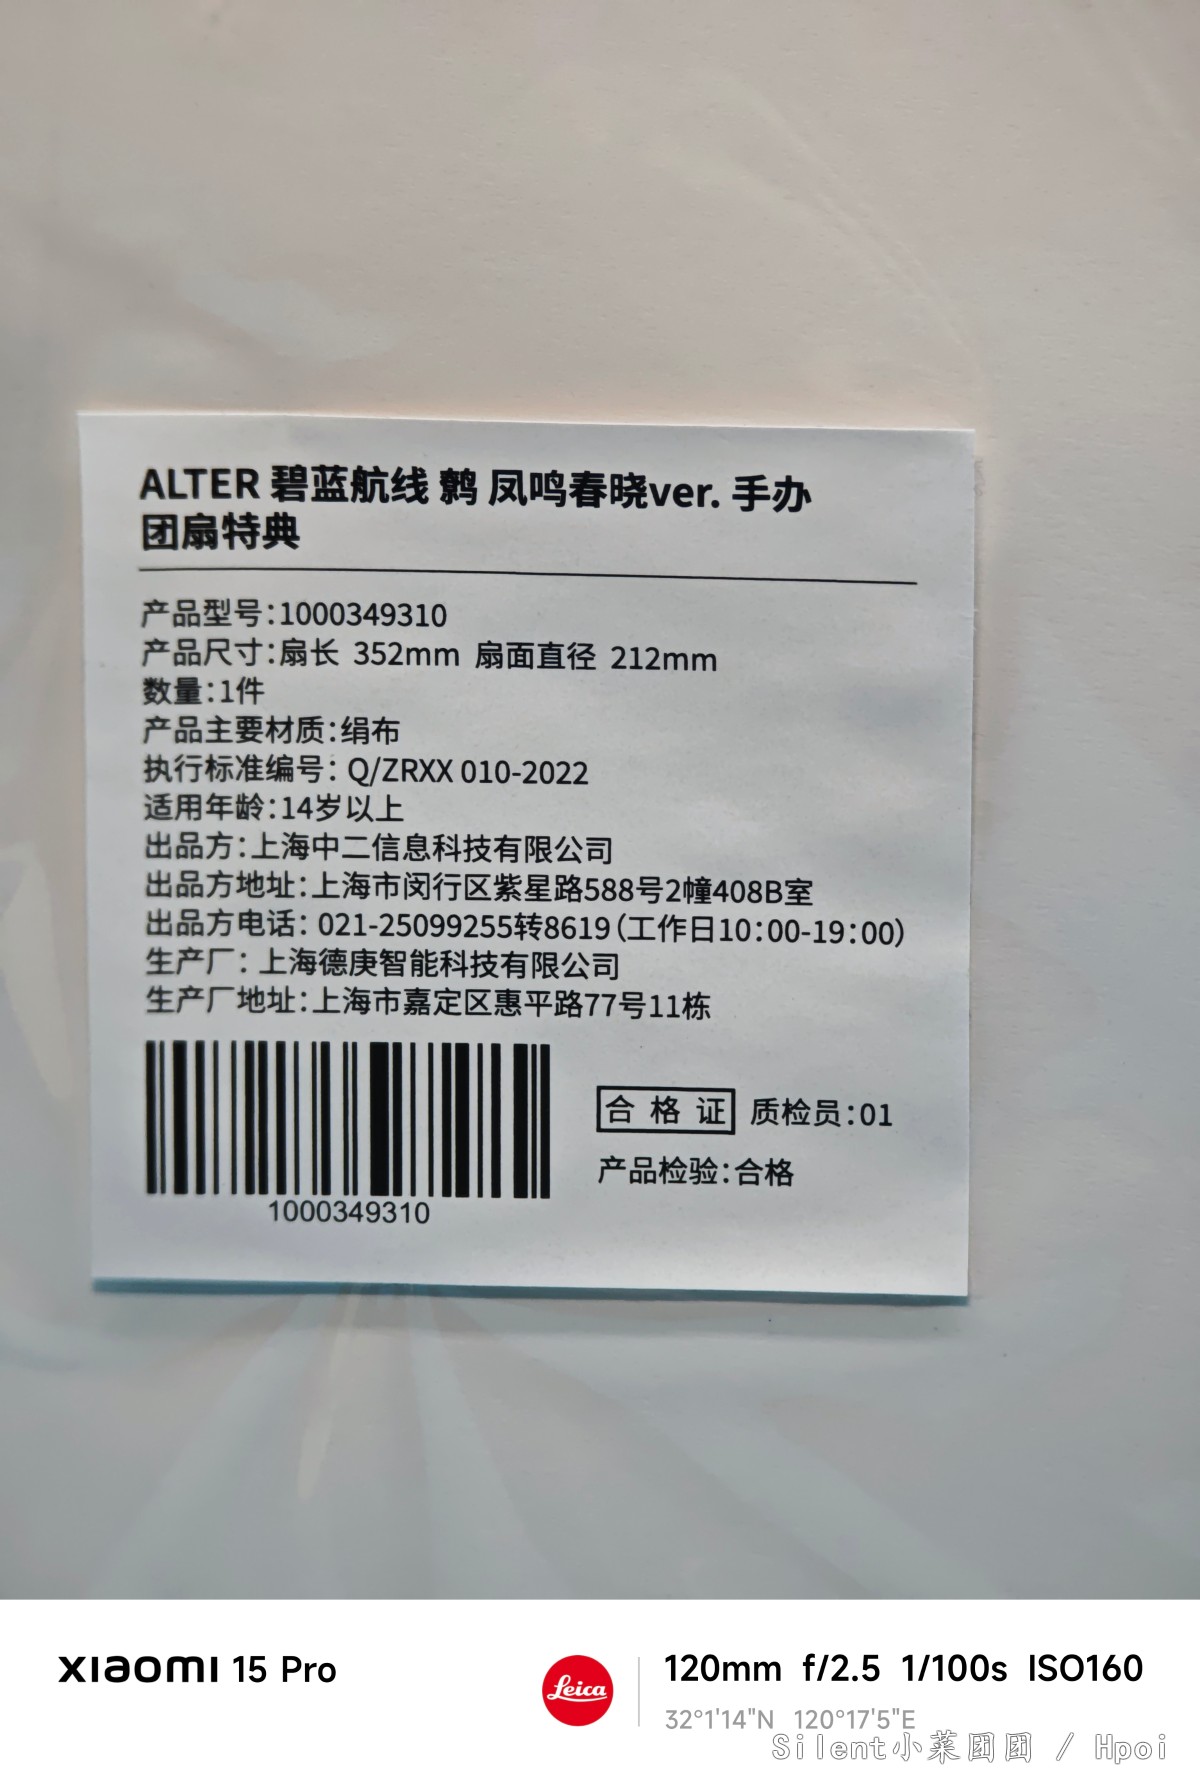 ALTER 碧蓝航线 鹩 凤鸣春晓ver. 手办
团扇特典
产品型号:1000349310
产品尺寸:扇长 352mm 扇面直径 212mm
数量:1件
产品主要材质:绢布
执行标准编号: Q/ZRXX 010-2022
适用年龄:14岁以上
出品方:上海中二信息科技有限公司
出品方地址:上海市闵行区紫星路588号2幢408B室
出品方电话: 021-25099255转8619(工作日10:00-19:00)
生产厂: 上海德庚智能科技有限公司
生产厂地址:上海市嘉定区惠平路77号11栋
1000349310
合格证 质检员:01
产品检验:合格
xiaomi 15 Pro
Leica
120mm f/2.5 1/100s ISO160
32°1'14"N 120°17'5"E
Silent小菜团团 / Hpoi